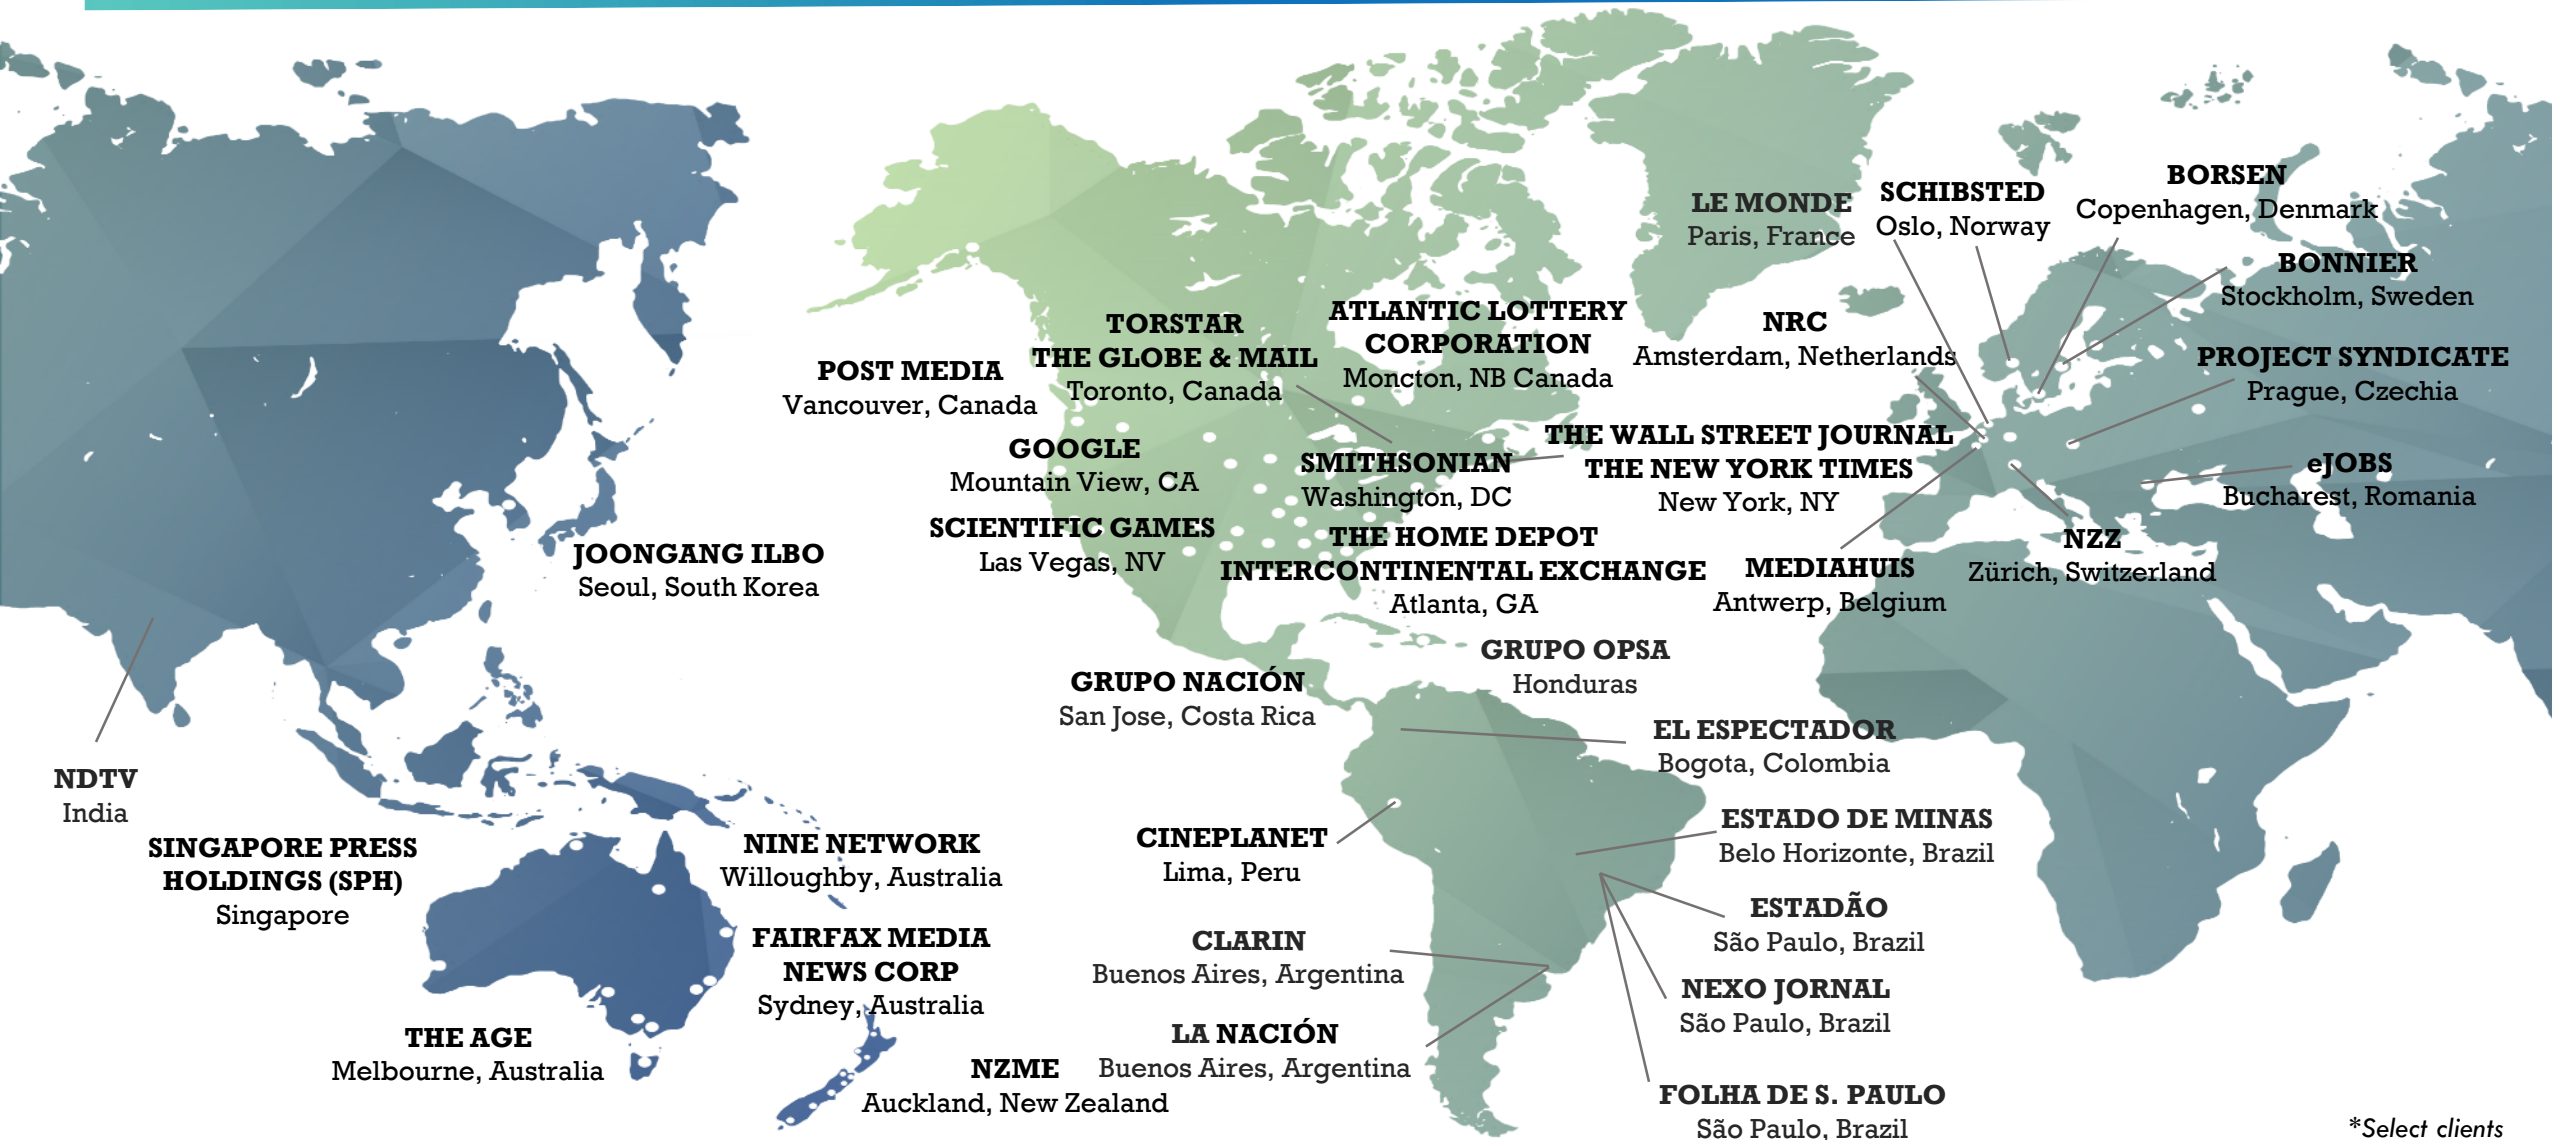 LE MONDE
Paris, France
SCHIBSTED
Oslo, Norway
BORSEN
Copenhagen, Denmark
BONNIER
Stockholm, Sweden
TORSTAR
THE GLOBE & MAIL
Toronto, Canada
ATLANTIC LOTTERY
CORPORATION
Moncton, NB Canada
NRC
Amsterdam, Netherlands
POST MEDIA
Vancouver, Canada
PROJECT SYNDICATE
Prague, Czechia
GOOGLE
Mountain View, CA
SMITHSONIAN
Washington, DC
THE WALL STREET JOURNAL
THE NEW YORK TIMES
New York, NY
eJOBS
Bucharest, Romania
SCIENTIFIC GAMES
Las Vegas, NV
THE HOME DEPOT
INTERCONTINENTAL EXCHANGE
Atlanta, GA
MEDIAHUIS
Antwerp, Belgium
NZZ
Zürich, Switzerland
JOONGANG ILBO
Seoul, South Korea
GRUPO OPSA
Honduras
GRUPO NACIÓN
San Jose, Costa Rica
EL ESPECTADOR
Bogota, Colombia
NDTV
India
SINGAPORE PRESS
HOLDINGS (SPH)
Singapore
NINE NETWORK
Willoughby, Australia
CINEPLANET
Lima, Peru
ESTADO DE MINAS
Belo Horizonte, Brazil
ESTADÃO
São Paulo, Brazil
FAIRFAX MEDIA
NEWS CORP
Sydney, Australia
CLARIN
Buenos Aires, Argentina
NEXO JORNAL
São Paulo, Brazil
THE AGE
Melbourne, Australia
LA NACIÓN
Buenos Aires, Argentina
NZME
Auckland, New Zealand
FOLHA DE S. PAULO
São Paulo, Brazil
*Select clients